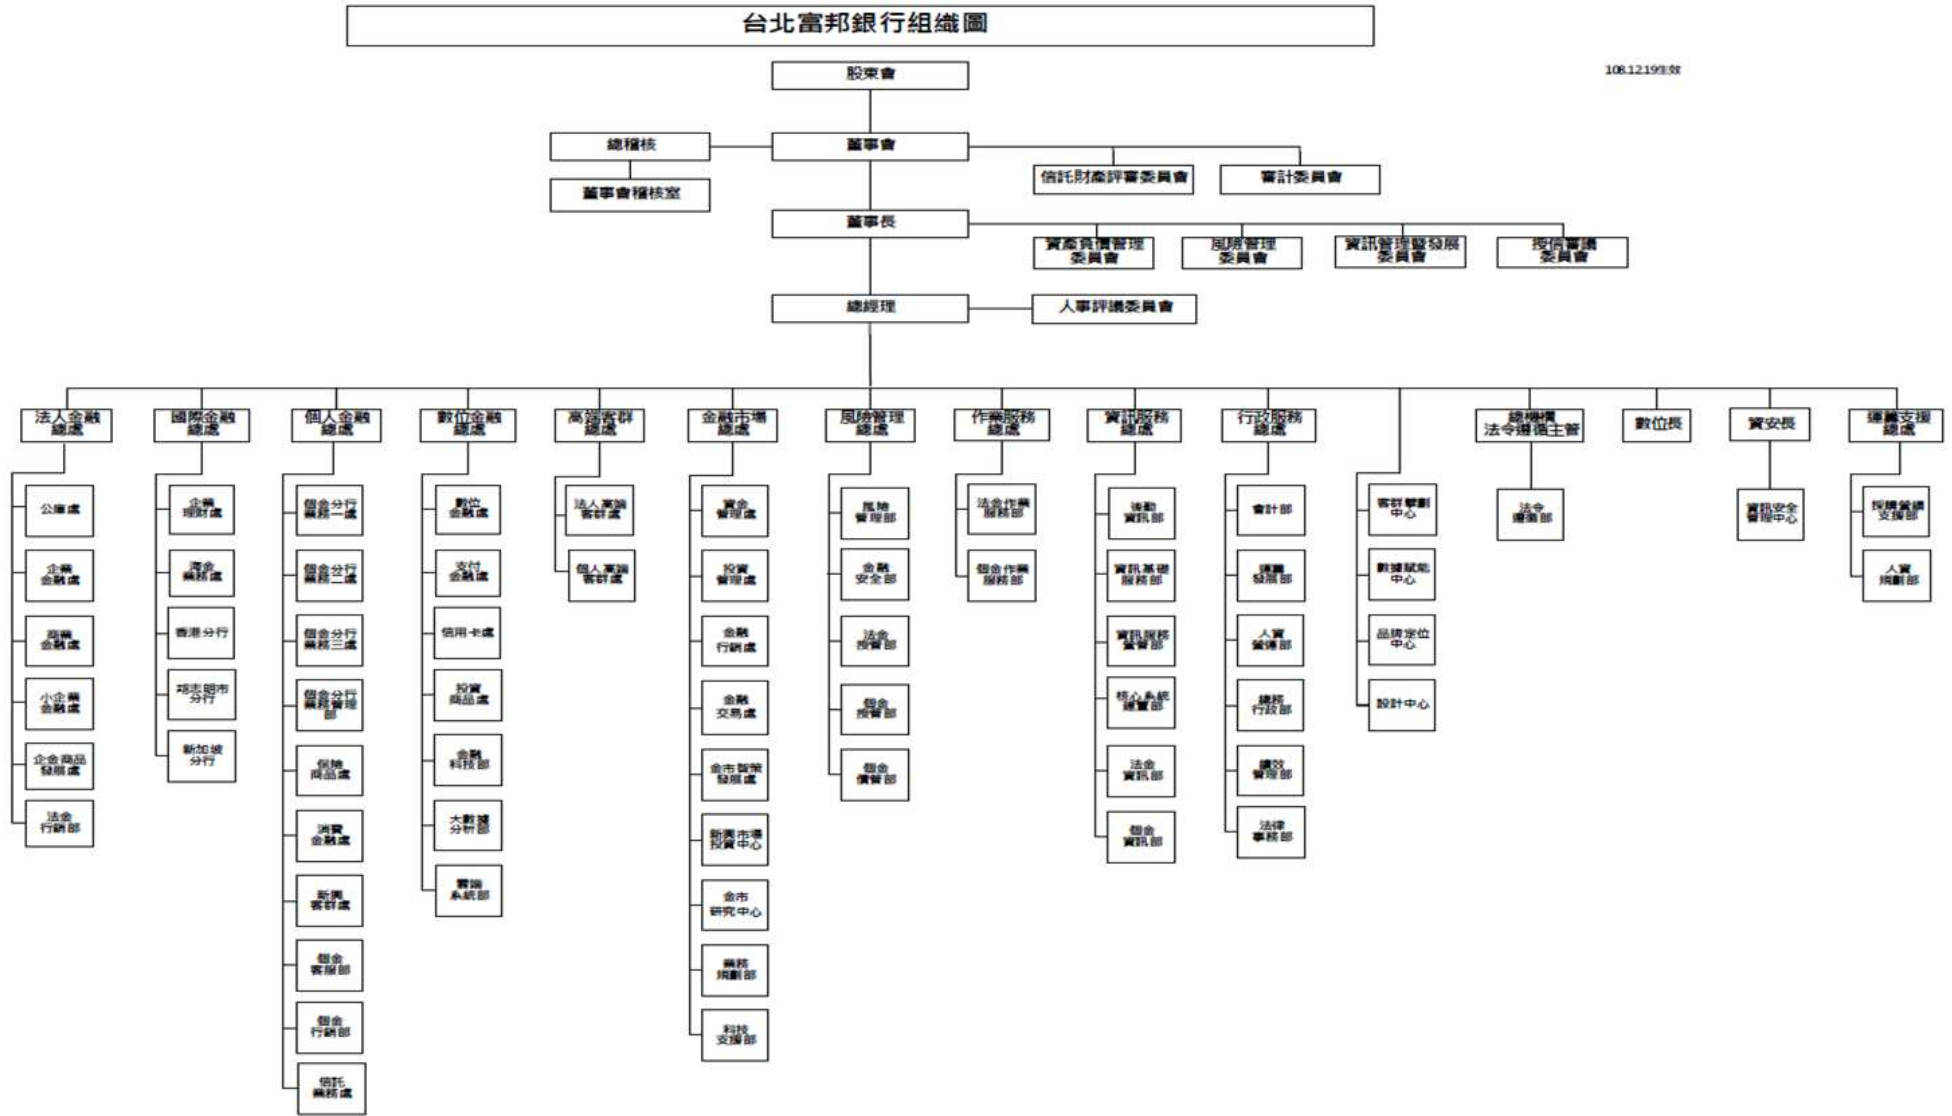 台北富邦銀行組織圖
108.12.19生效
股東會
總稽核
董事會
董事會稽核室
信託財產評審委員會
審計委員會
董事長
資產負債管理
委員會
風險管理
委員會
資訊管理暨發展
委員會
授信審議
委員會
總經理
人事評議委員會
法人金融
總處
國際金融
總處
個人金融
總處
數位金融
總處
高端客群
總處
金融市場
總處
風險管理
總處
作業服務
總處
資訊服務
總處
行政服務
總處
總機構
法令遵循主管
數位長
資安長
運籌支援
總處
公庫處
企業
金融處
商業
金融處
小企業
金融處
企金商品
發展處
法金
行銷部
企業
理財處
海金
業務處
香港分行
胡志明市
分行
新加坡
分行
個金分行
業務一處
個金分行
業務二處
個金分行
業務三處
個金分行
業務管理
部
保險
商品處
消費
金融處
新興
客群處
個金
客服部
個金
行銷部
信託
業務處
數位
金融處
支付
金融處
信用卡處
投資
商品處
金融
科技部
大數據
分析部
雲端
系統部
法人高端
客群處
個人高端
客群處
資金
管理處
投資
管理處
金融
行銷處
金融
交易處
金市智策
發展處
新興市場
投資中心
金市
研究中心
業務
規劃部
科技
支援部
風險
管理部
金融
安全部
法金
授管部
個金
授管部
個金
債管部
法金作業
服務部
個金作業
服務部
後勤
資訊部
資訊基礎
服務部
資訊服務
營管部
核心系統
建置部
法金
資訊部
個金
資訊部
會計部
運籌
發展部
人資
營運部
總務
行政部
績效
管理部
法律
事務部
客群擘劃
中心
數據賦能
中心
品牌定位
中心
設計中心
法令
遵循部
資訊安全
管理中心
採購營繕
支援部
人資
規劃部